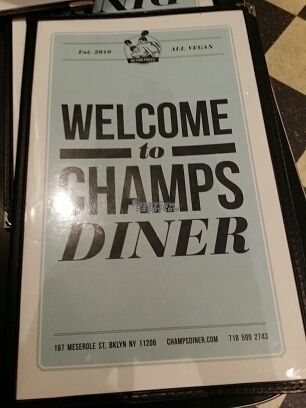 Est. 2010
ALL VEGAN
WELCOME
to
CHAMPS
DINER
197 MESEROLE ST, BKLYN NY 11206 CHAMPSDINER.COM 718 599 2743